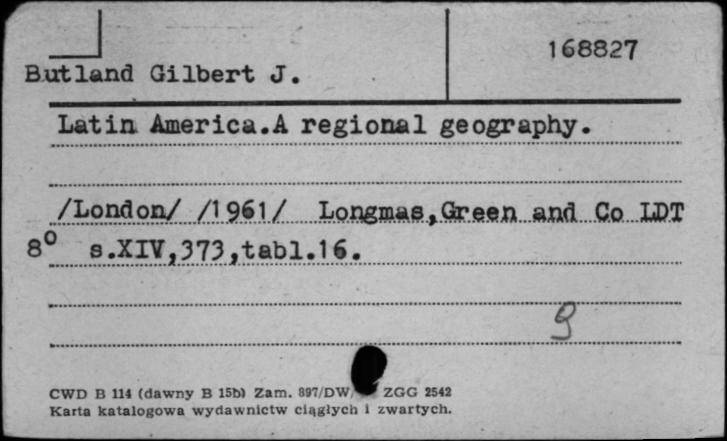 168827
Butland Gilbert J.
Latin America.A regional geography.
/London/ /1961/ Longmas,Green and Co LDT
8⁰ s.XIV,373,tabl.16.
CWD B 114 (dawny B 15b) Zam. 897/DW/ ZGG 2542
Karta katalogowa wydawnictw ciągłych i zwartych.